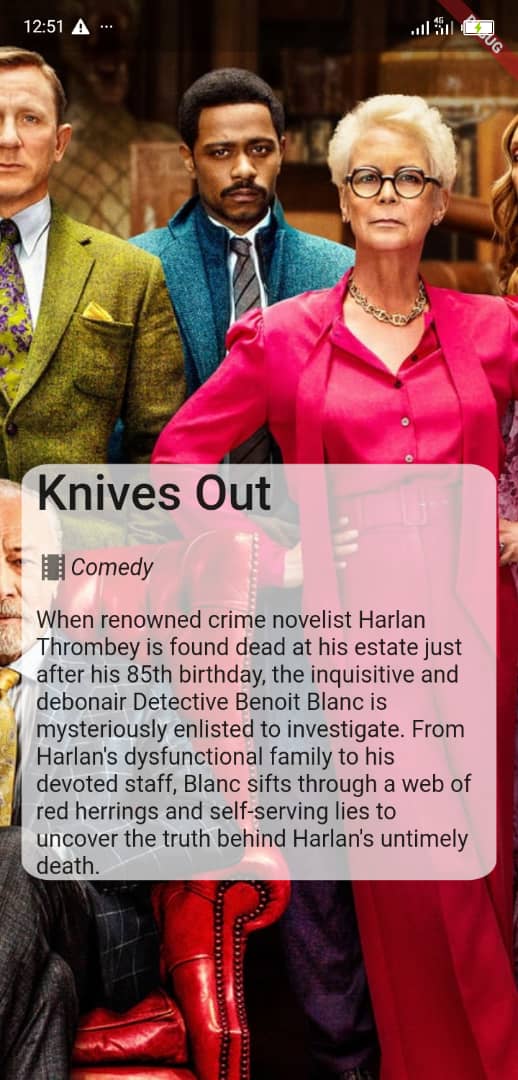 12:51
4G
DEBUG
Knives Out
Comedy
When renowned crime novelist Harlan
Thrombey is found dead at his estate just
after his 85th birthday, the inquisitive and
debonair Detective Benoit Blanc is
mysteriously enlisted to investigate. From
Harlan's dysfunctional family to his
devoted staff, Blanc sifts through a web of
red herrings and self-serving lies to
uncover the truth behind Harlan's untimely
death.